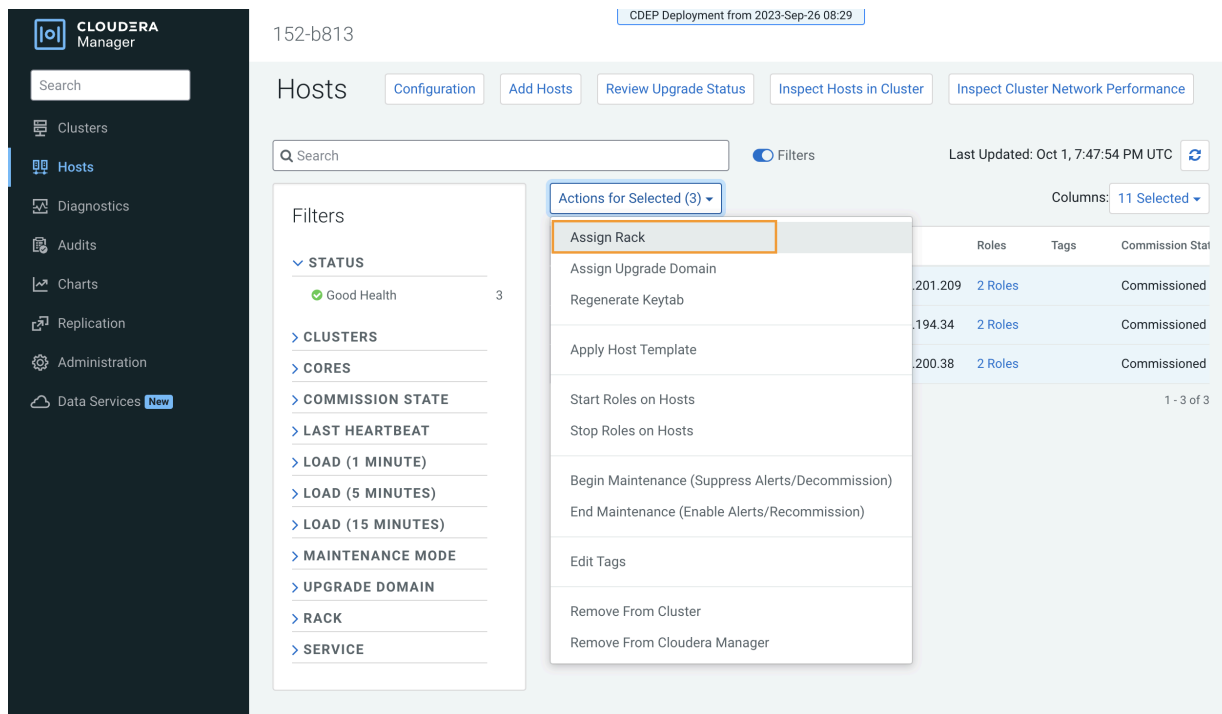 CLOUDERA
Manager
Search
Clusters
Hosts
Diagnostics
Audits
Charts
Replication
Administration
Data Services New
CDEP Deployment from 2023-Sep-26 08:29
152-b813
Hosts
Configuration
Add Hosts
Review Upgrade Status
Inspect Hosts in Cluster
Inspect Cluster Network Performance
Search
Filters
Last Updated: Oct 1, 7:47:54 PM UTC
Filters
STATUS
Good Health 3
CLUSTERS
CORES
COMMISSION STATE
LAST HEARTBEAT
LOAD (1 MINUTE)
LOAD (5 MINUTES)
LOAD (15 MINUTES)
MAINTENANCE MODE
UPGRADE DOMAIN
RACK
SERVICE
Actions for Selected (3)
Columns: 11 Selected
Assign Rack
Assign Upgrade Domain
Regenerate Keytab
Apply Host Template
Start Roles on Hosts
Stop Roles on Hosts
Begin Maintenance (Suppress Alerts/Decommission)
End Maintenance (Enable Alerts/Recommission)
Edit Tags
Remove From Cluster
Remove From Cloudera Manager
Roles Tags Commission Stat
.201.209 2 Roles Commissioned
.194.34 2 Roles Commissioned
.200.38 2 Roles Commissioned
1 - 3 of 3